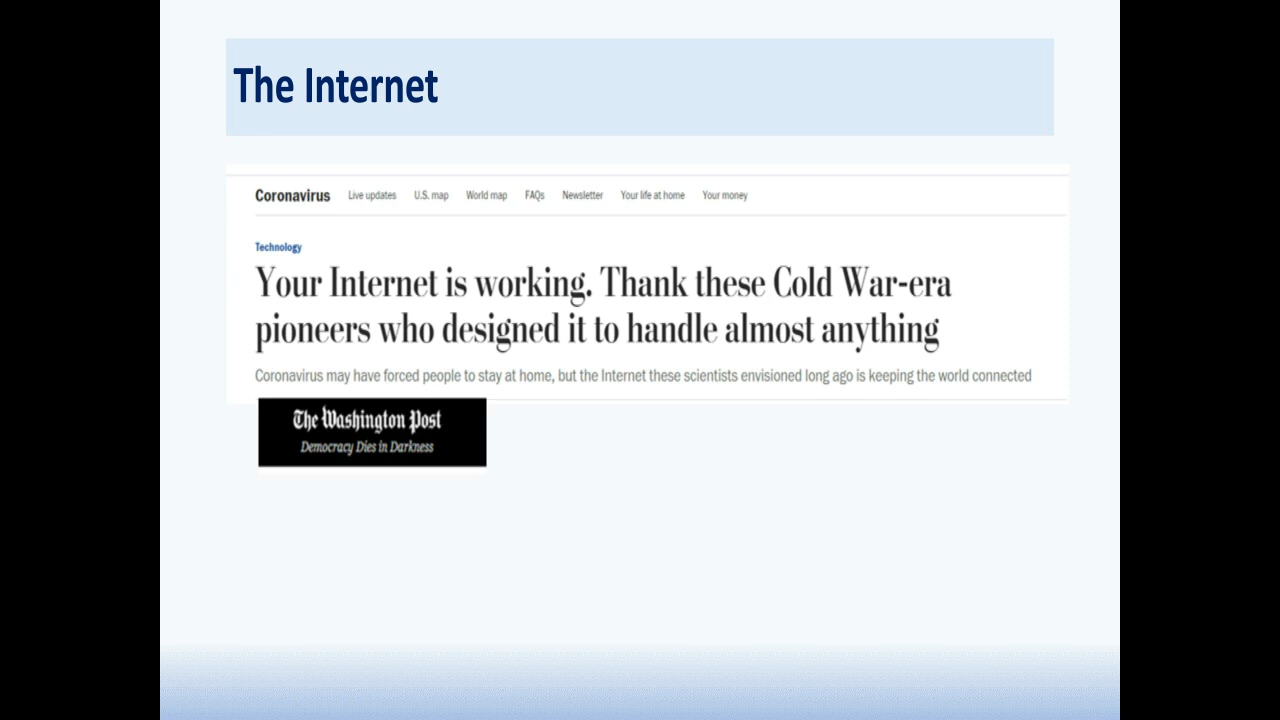 The Internet
Coronavirus Live updates U.S. map World map FAQs Newsletter Your life at home Your money
Technology
Your Internet is working. Thank these Cold War-era
pioneers who designed it to handle almost anything
Coronavirus may have forced people to stay at home, but the Internet these scientists envisioned long ago is keeping the world connected
The Washington Post
Democracy Dies in Darkness